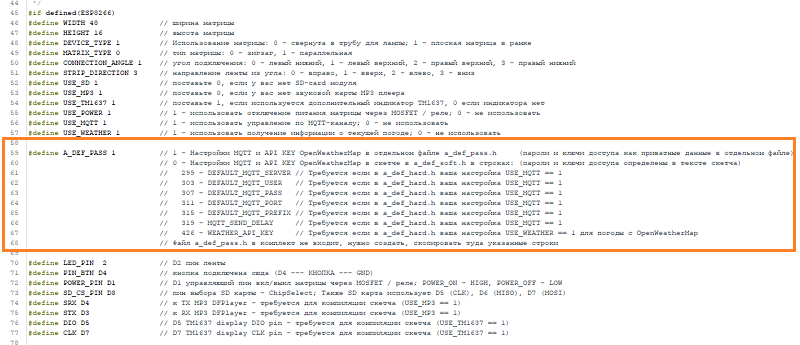 44 */
45 #if defined(ESP8266)
46 #define WIDTH 48 // ширина матрицы
47 #define HEIGHT 16 // высота матрицы
48 #define DEVICE_TYPE 1 // Использование матрицы: 0 - свернута в трубу для лампы; 1 - плоская матрица в рамке
49 #define MATRIX_TYPE 0 // тип матрицы: 0 - зигзаг, 1 - параллельная
50 #define CONNECTION_ANGLE 1 // угол подключения: 0 - левый нижний, 1 - левый верхний, 2 - правый верхний, 3 - правый нижний
51 #define STRIP_DIRECTION 3 // направление ленты из угла: 0 - вправо, 1 - вверх, 2 - влево, 3 - вниз
52 #define USE_SD 1 // поставьте 0, если у вас нет SD-card модуля
53 #define USE_MP3 1 // поставьте 0, если у вас нет звуковой карты MP3 плеера
54 #define USE_TM1637 1 // поставьте 1, если используется дополнительный индикатор TM1637, 0 если индикатора нет
55 #define USE_POWER 1 // 1 - использовать отключение питания матрицы через MOSFET / реле; 0 - не использовать
56 #define USE_MQTT 1 // 1 - использовать управление по MQTT-каналу; 0 - не использовать
57 #define USE_WEATHER 1 // 1 - использовать получение информации о текущей погоде; 0 - не использовать
58
59 #define A_DEF_PASS 1 // 1 - Настройки MQTT и API KEY OpenWeatherMap в отдельном файле a_def_pass.h (пароли и ключи доступа как приватные данные в отдельном файле)
60 // 0 - Настройки MQTT и API KEY OpenWeatherMap в скетче в a_def_soft.h в строках: (пароли и ключи доступа определены в тексте скетча)
61 // 299 - DEFAULT_MQTT_SERVER // Требуется если в a_def_hard.h ваша настройка USE_MQTT == 1
62 // 303 - DEFAULT_MQTT_USER // Требуется если в a_def_hard.h ваша настройка USE_MQTT == 1
63 // 307 - DEFAULT_MQTT_PASS // Требуется если в a_def_hard.h ваша настройка USE_MQTT == 1
64 // 311 - DEFAULT_MQTT_PORT // Требуется если в a_def_hard.h ваша настройка USE_MQTT == 1
65 // 315 - DEFAULT_MQTT_PREFIX // Требуется если в a_def_hard.h ваша настройка USE_MQTT == 1
66 // 319 - MQTT_SEND_DELAY // Требуется если в a_def_hard.h ваша настройка USE_MQTT == 1
67 // 426 - WEATHER_API_KEY // Требуется если в a_def_hard.h ваша настройка USE_WEATHER == 1 для погоды с OpenWeatherMap
68 // Файл a_def_pass.h в комплект не входит, нужно создать, скопировать туда указанные строки
69
70 #define LED_PIN 2 // D2 пин ленты
71 #define PIN_BTN D4 // кнопка подключена сюда (D4 --- КНОПКА --- GND)
72 #define POWER_PIN D1 // D1 управляющий пин вкл/выкл матрицы через MOSFET / реле; POWER_ON - HIGH, POWER_OFF - LOW
73 #define SD_CS_PIN D8 // пин выбора SD карты - ChipSelect; Также SD карта использует D5 (CLK), D6 (MISO), D7 (MOSI)
74 #define SRX D4 // к TX MP3 DFPlayer - требуется для компиляции скетча (USE_MP3 == 1)
75 #define STX D3 // к RX MP3 DFPlayer - требуется для компиляции скетча (USE_MP3 == 1)
76 #define DIO D5 // D5 TM1637 display DIO pin - требуется для компиляции скетча (USE_TM1637 == 1)
77 #define CLK D7 // D7 TM1637 display CLK pin - требуется для компиляции скетча (USE_TM1637 == 1)
78